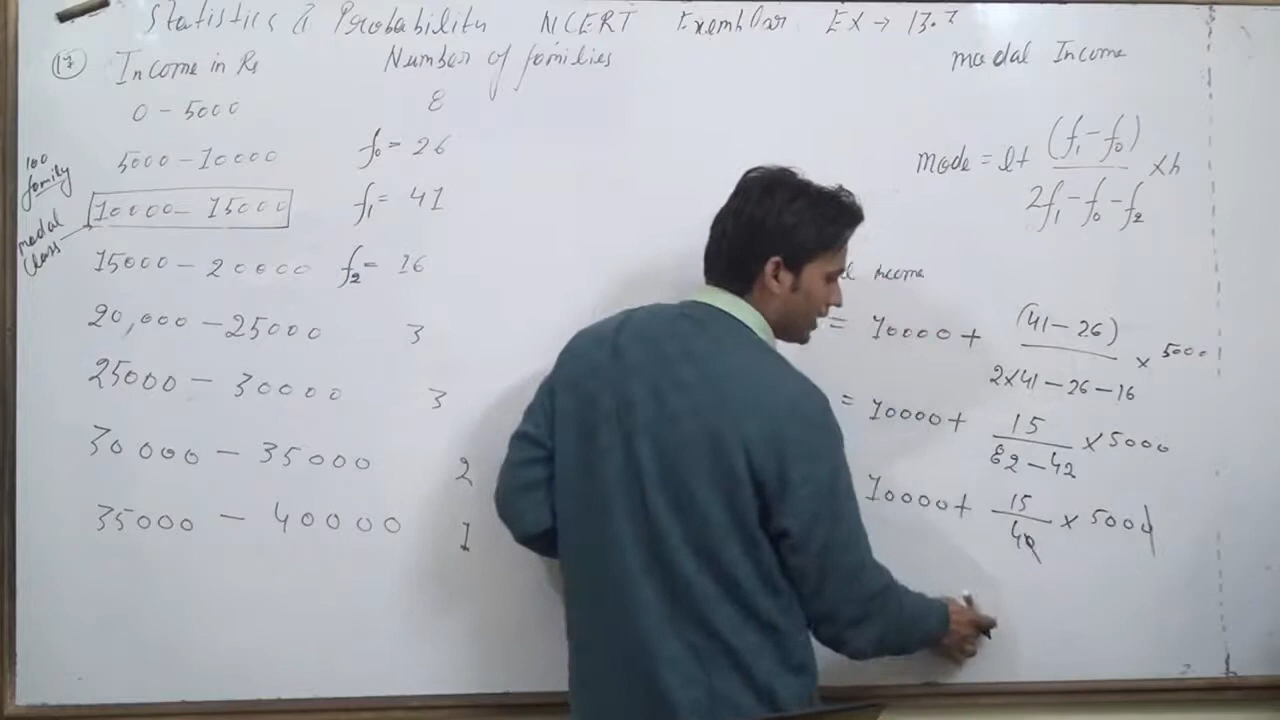 Statistics & Probability NCERT Exemplar EX → 13.3
17 Income in Rs Number of families
0 - 5000 8
5000 - 10000 f₀ = 26
10000 - 15000 f₁ = 41
15000 - 20000 f₂ = 16
20,000 - 25000 3
25000 - 30000 3
30000 - 35000 2
35000 - 40000 1
100
family
modal
class
modal Income
Mode = l + (f₁ - f₀) / 2f₁ - f₀ - f₂ × h
Income
= 10000 + (41 - 26) / 2×41 - 26 - 16 × 5000
= 10000 + 15 / 82 - 42 × 5000
10000 + 15 / 40 × 5000